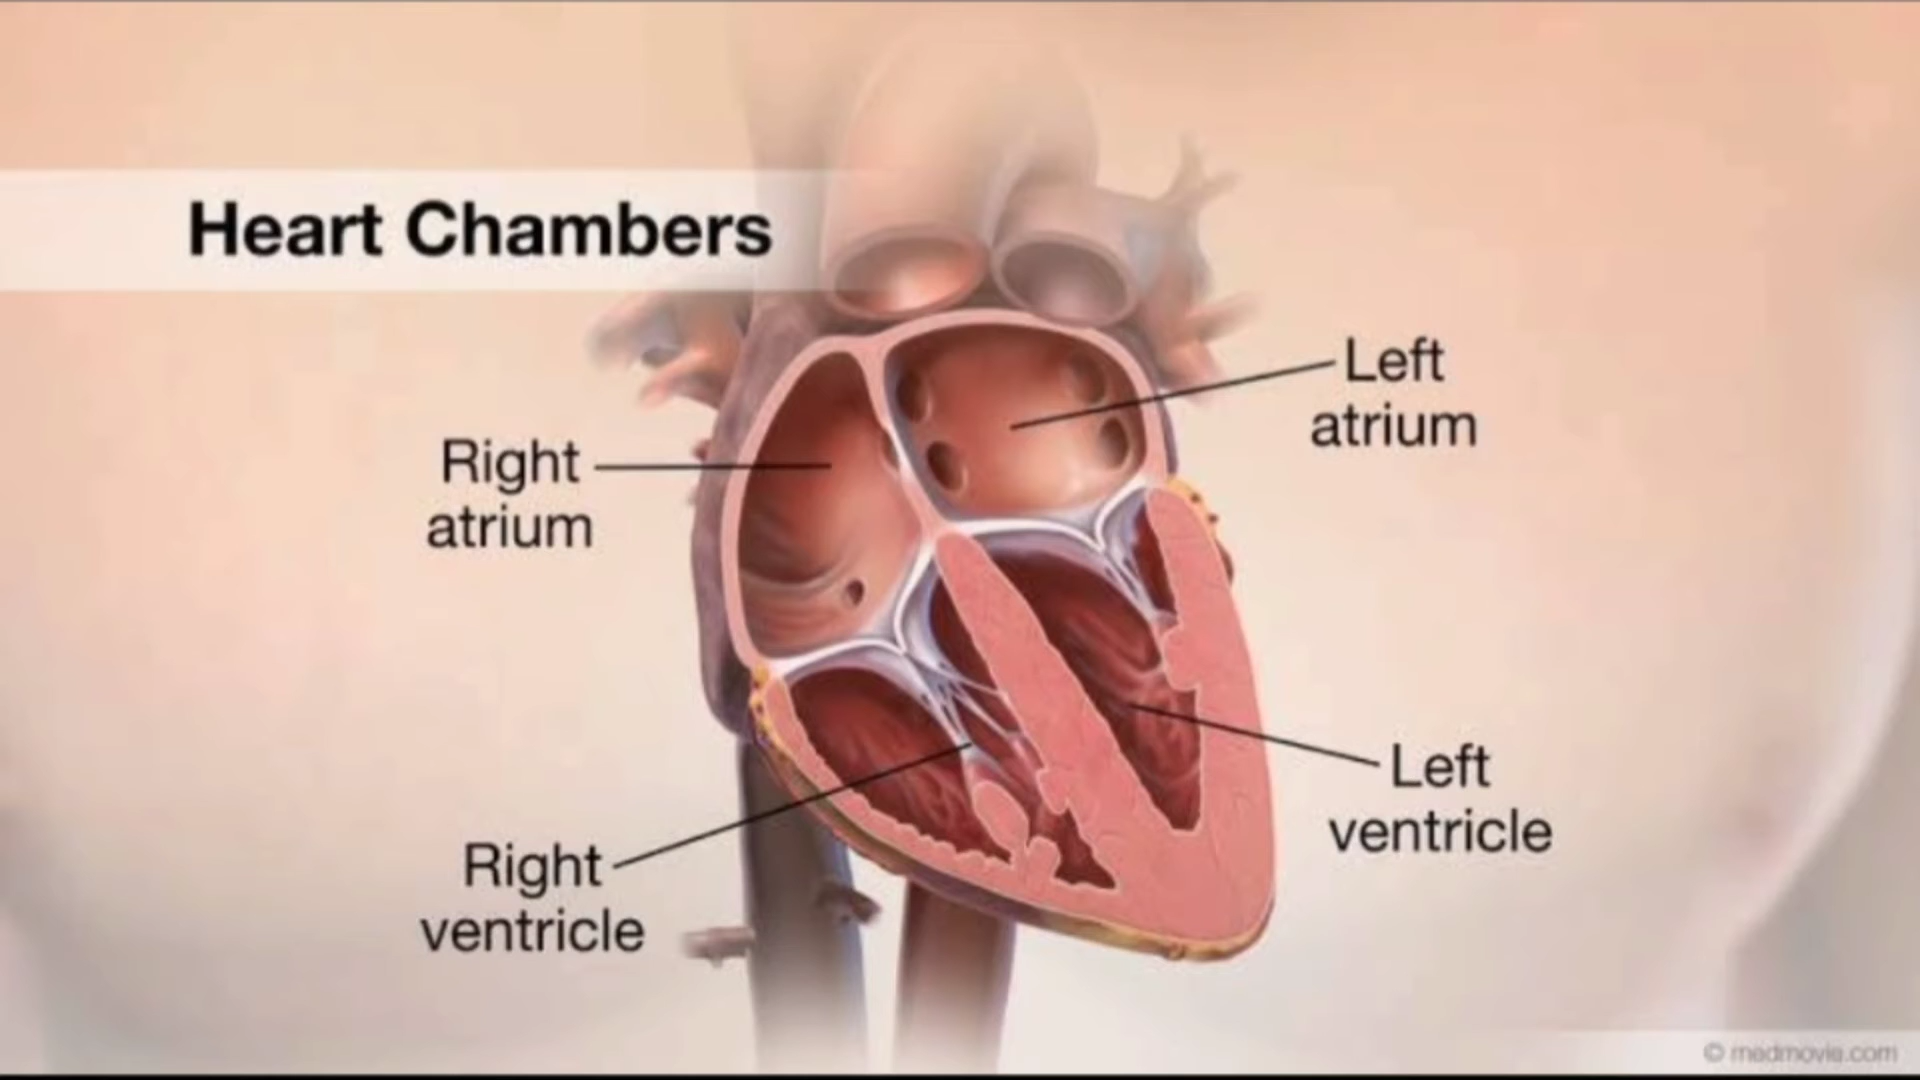 Heart Chambers
Left
atrium
Right
atrium
Left
ventricle
Right
ventricle
© medmovie.com